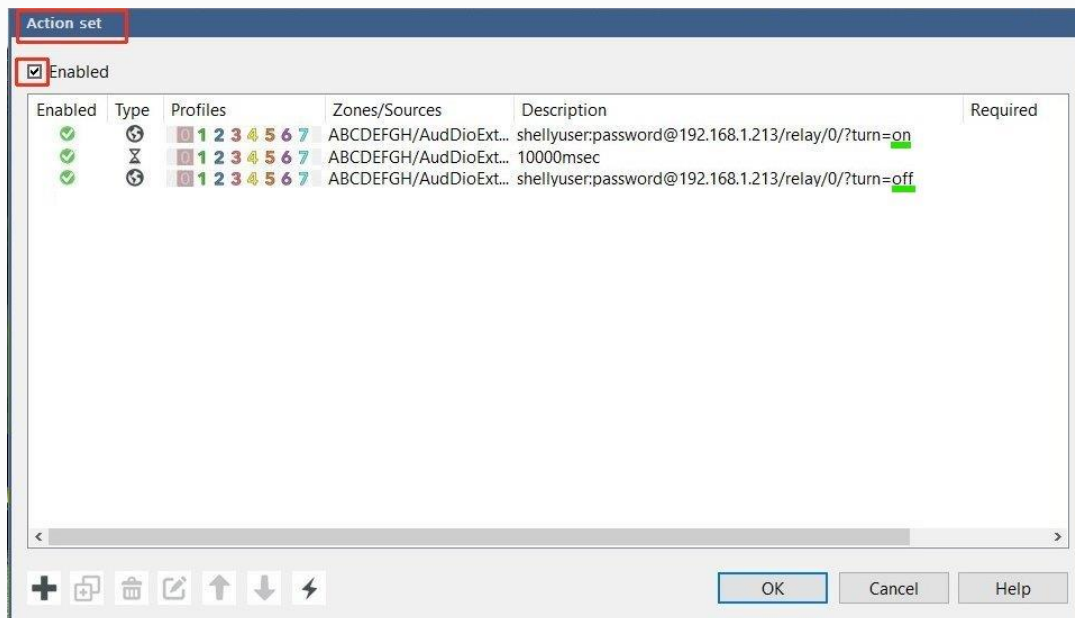 Action set
Enabled
Enabled Type Profiles Zones/Sources Description Required
0 1 2 3 4 5 6 7 ABCDEFGH/AudDioExt... shellyuser:password@192.168.1.213/relay/0/?turn=on
0 1 2 3 4 5 6 7 ABCDEFGH/AudDioExt... 10000msec
0 1 2 3 4 5 6 7 ABCDEFGH/AudDioExt... shellyuser:password@192.168.1.213/relay/0/?turn=off
OK Cancel Help